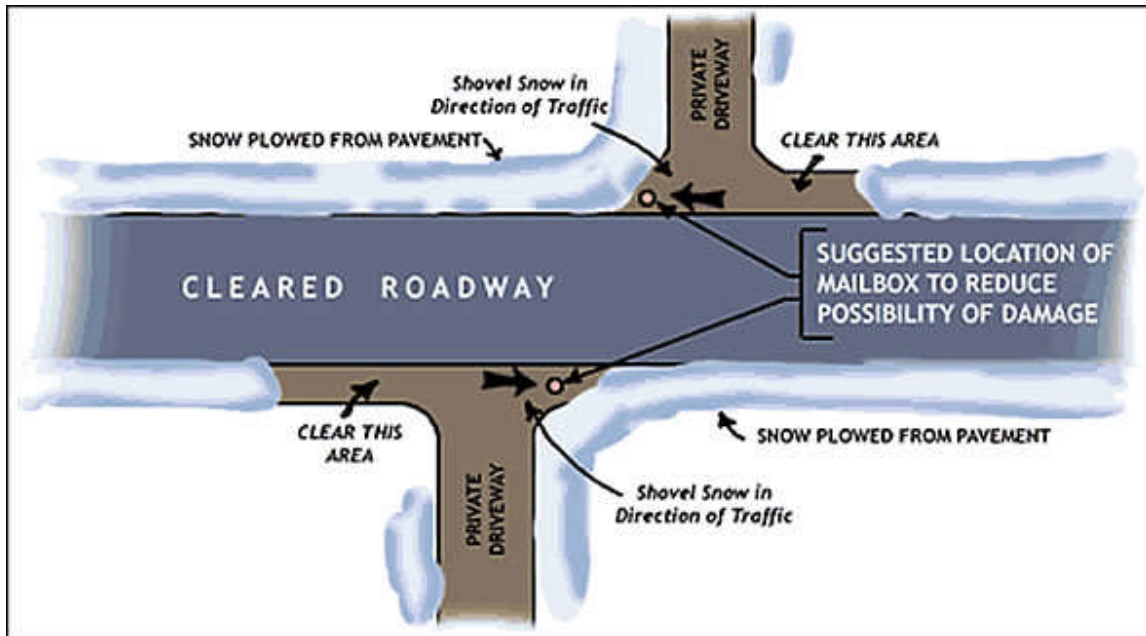 Shovel Snow in
Direction of Traffic
PRIVATE
DRIVEWAY
SNOW PLOWED FROM PAVEMENT
CLEAR THIS AREA
CLEARED ROADWAY
SUGGESTED LOCATION OF
MAILBOX TO REDUCE
POSSIBILITY OF DAMAGE
CLEAR THIS
AREA
SNOW PLOWED FROM PAVEMENT
PRIVATE
DRIVEWAY
Shovel Snow in
Direction of Traffic